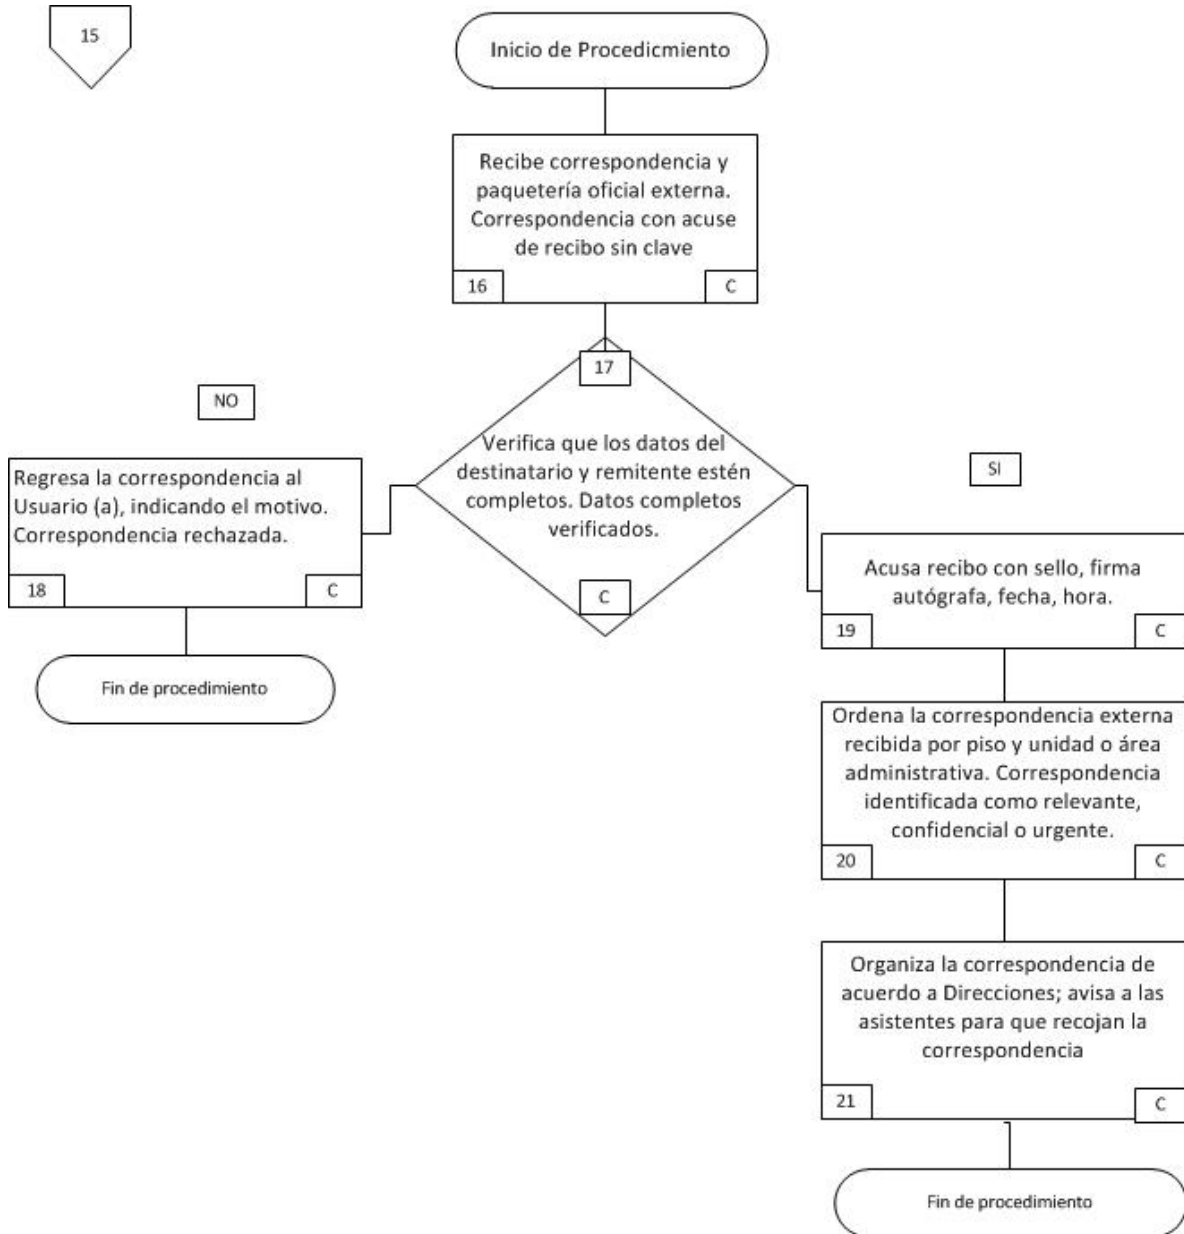 15
Inicio de Procedicmiento
Recibe correspondencia y
paquetería oficial externa.
Correspondencia con acuse
de recibo sin clave
16
C
17
Verifica que los datos del
destinatario y remitente estén
completos. Datos completos
verificados.
C
NO
Regresa la correspondencia al
Usuario (a), indicando el motivo.
Correspondencia rechazada.
18
C
Fin de procedimiento
SI
Acusa recibo con sello, firma
autógrafa, fecha, hora.
19
C
Ordena la correspondencia externa
recibida por piso y unidad o área
administrativa. Correspondencia
identificada como relevante,
confidencial o urgente.
20
C
Organiza la correspondencia de
acuerdo a Direcciones; avisa a las
asistentes para que recojan la
correspondencia
21
C
Fin de procedimiento